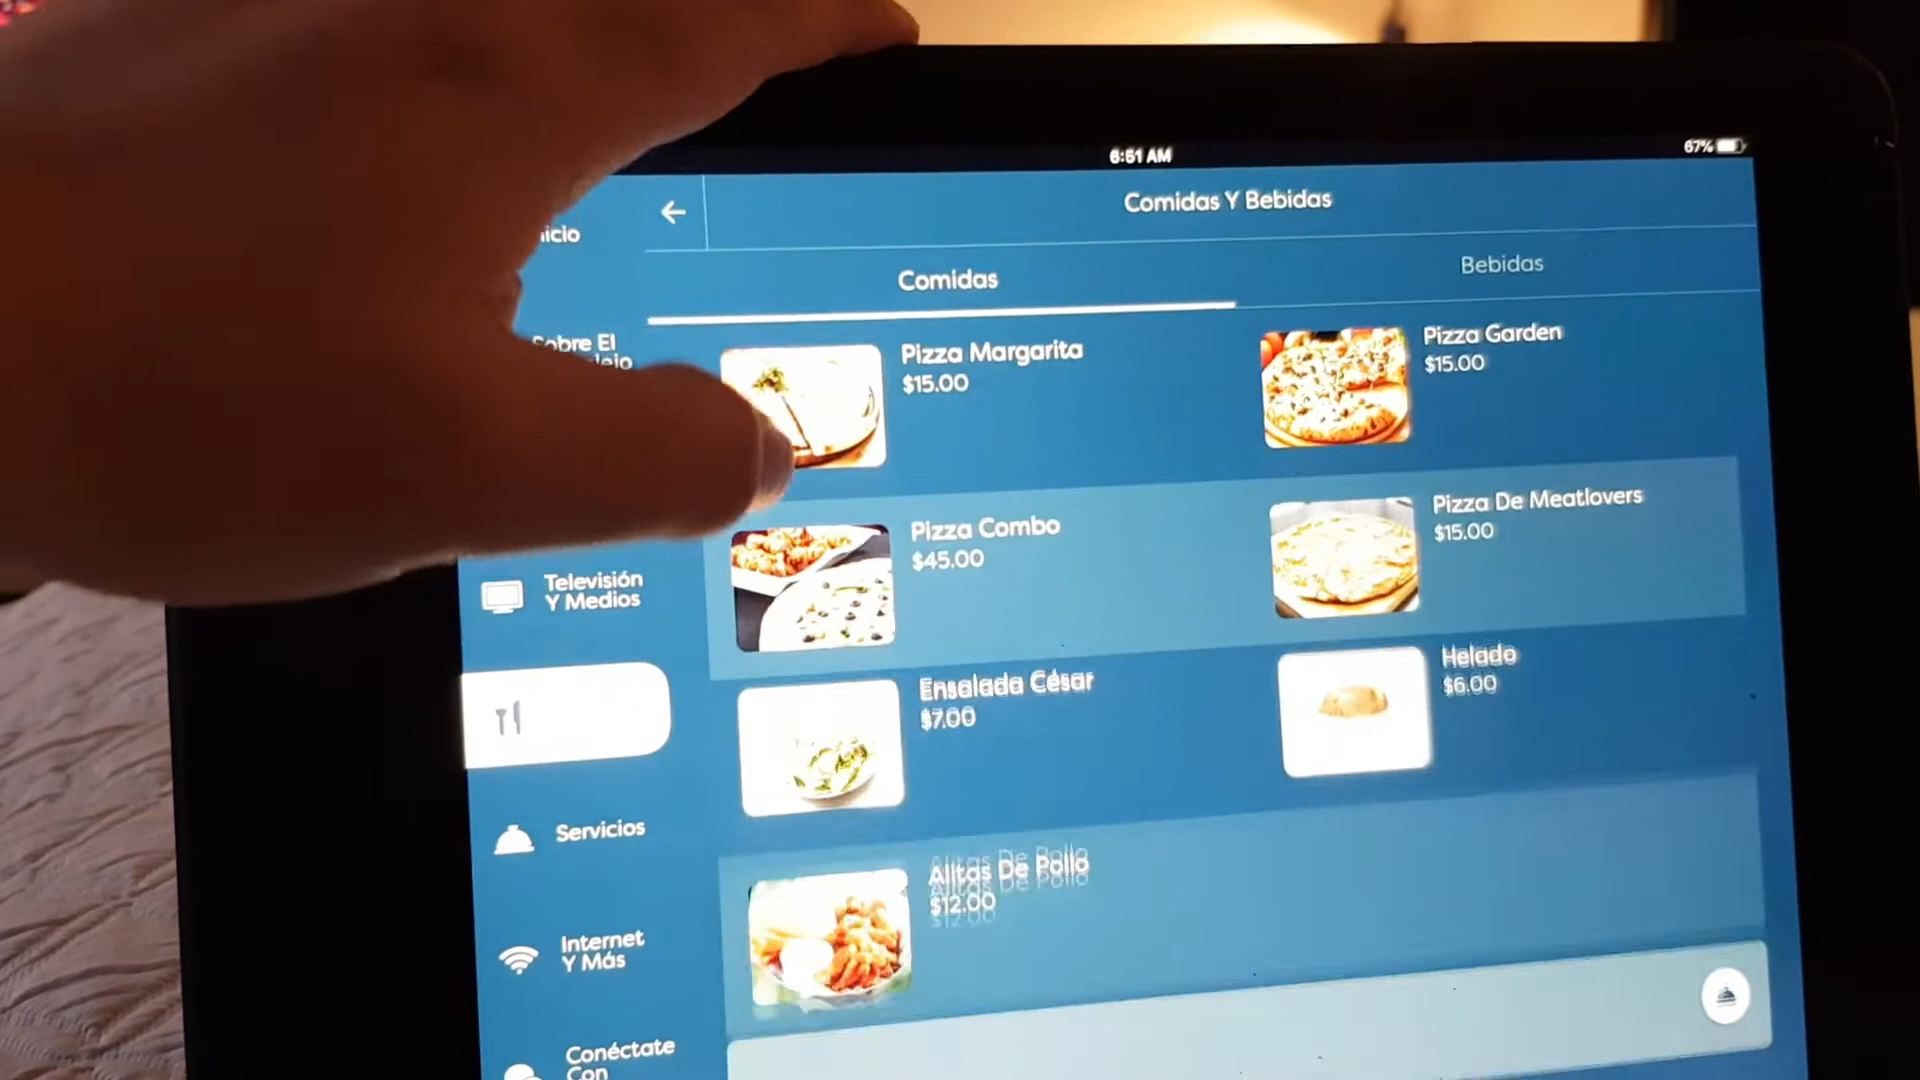 6:51 AM
67%
Comidas Y Bebidas
Comidas
Bebidas
Sobre El
Pizza Margarita
$15.00
Pizza Garden
$15.00
Pizza Combo
$45.00
Pizza De Meatlovers
$15.00
Ensalada César
$7.00
Helado
$6.00
Alitas De Pollo
$12.00
Televisión
Y Medios
Servicios
Internet
Y Más
Conéctate
Con